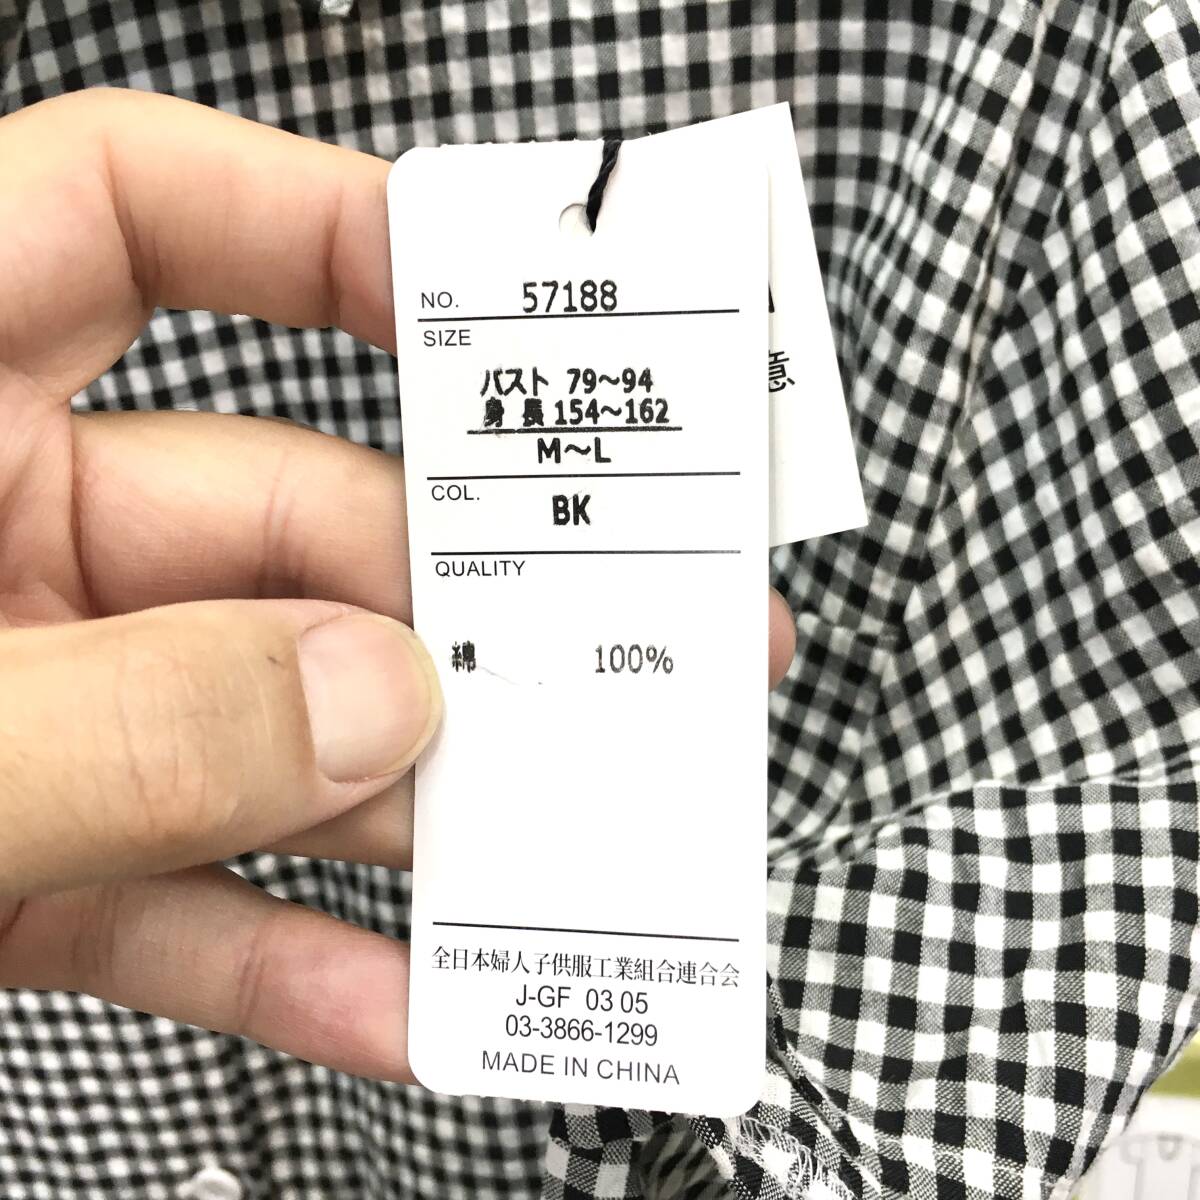 NO. 57188
SIZE
バスト 79～94
身 長 154～162
M～L
COL. BK
QUALITY
綿 100%
全日本婦人子供服工業組合連合会
J-GF 03 05
03-3866-1299
MADE IN CHINA
意